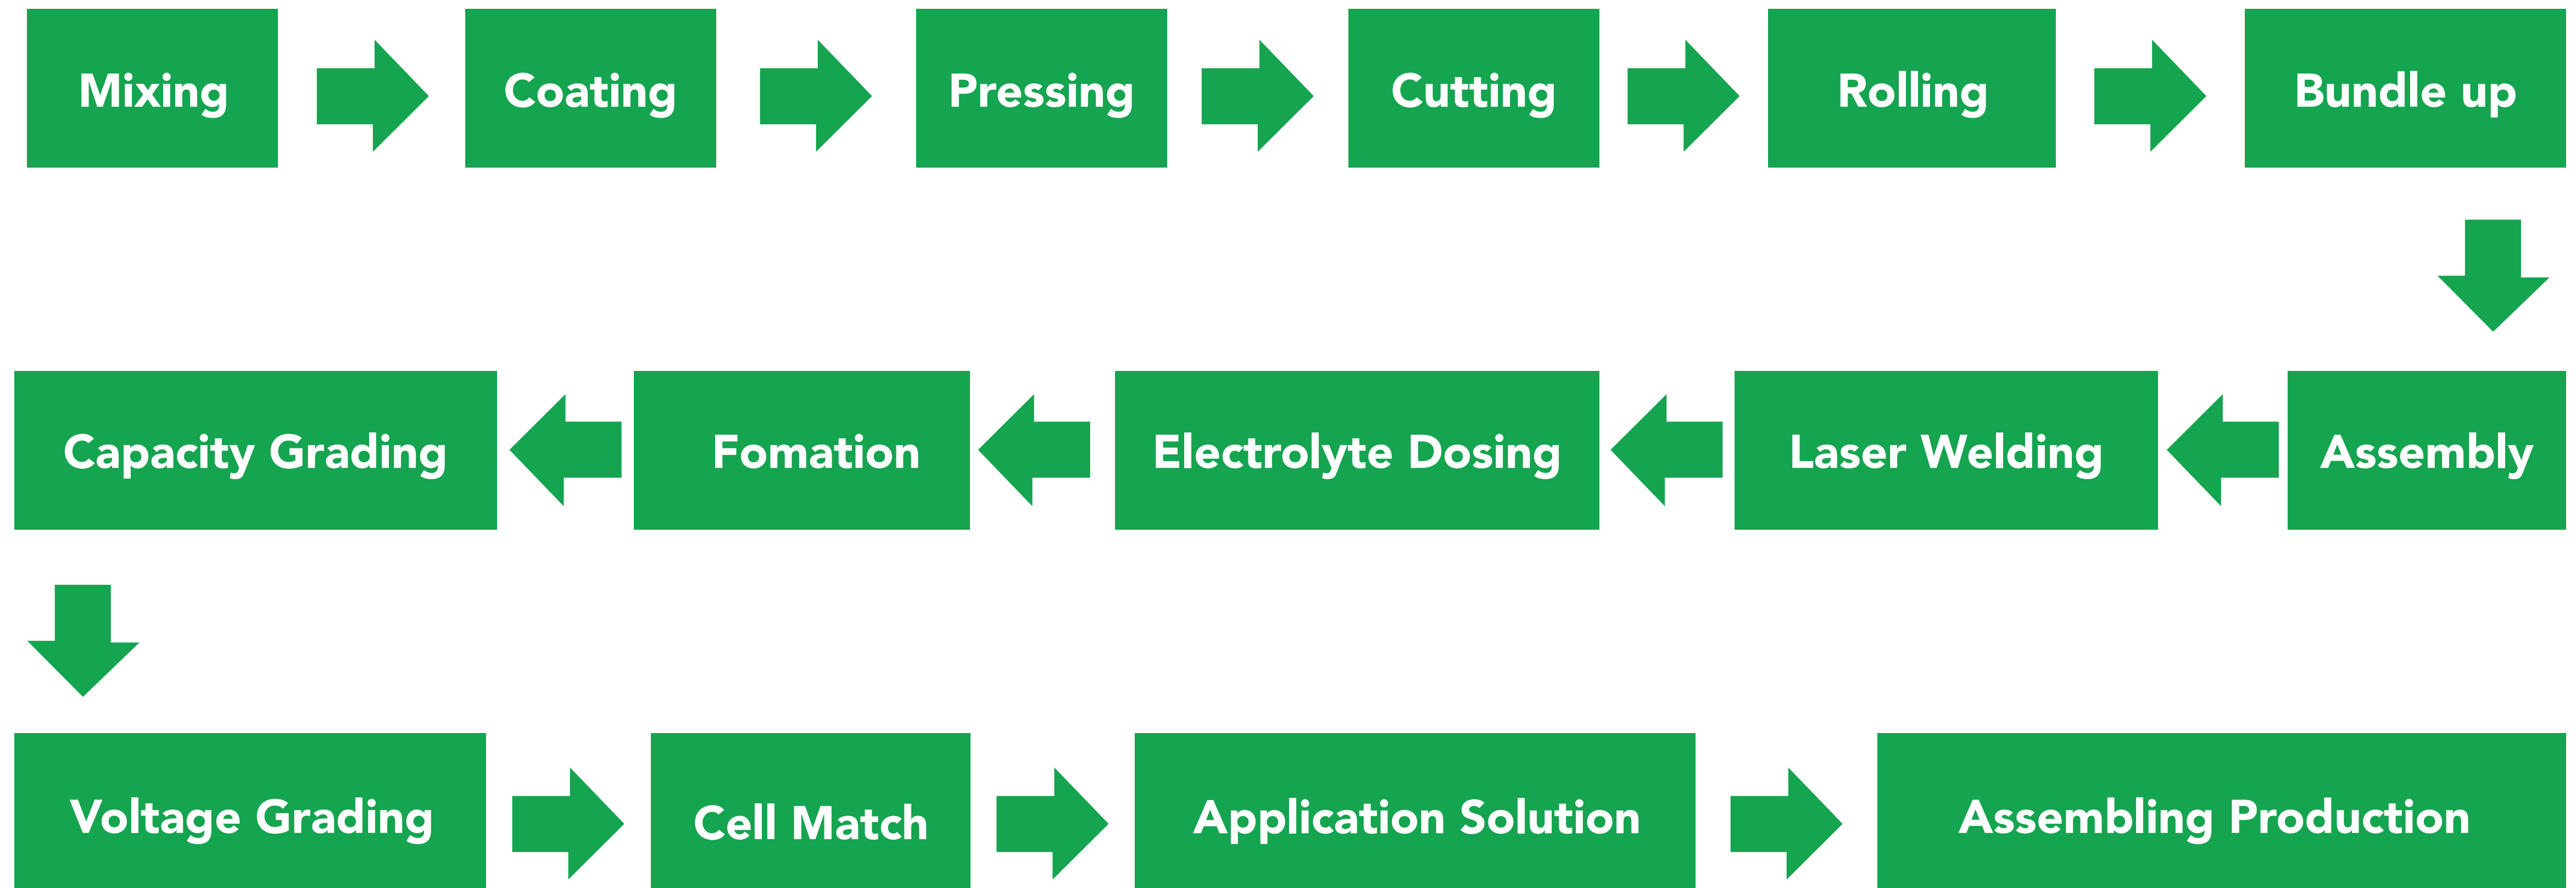 Mixing
Coating
Pressing
Cutting
Rolling
Bundle up
Assembly
Laser Welding
Electrolyte Dosing
Fomation
Capacity Grading
Voltage Grading
Cell Match
Application Solution
Assembling Production